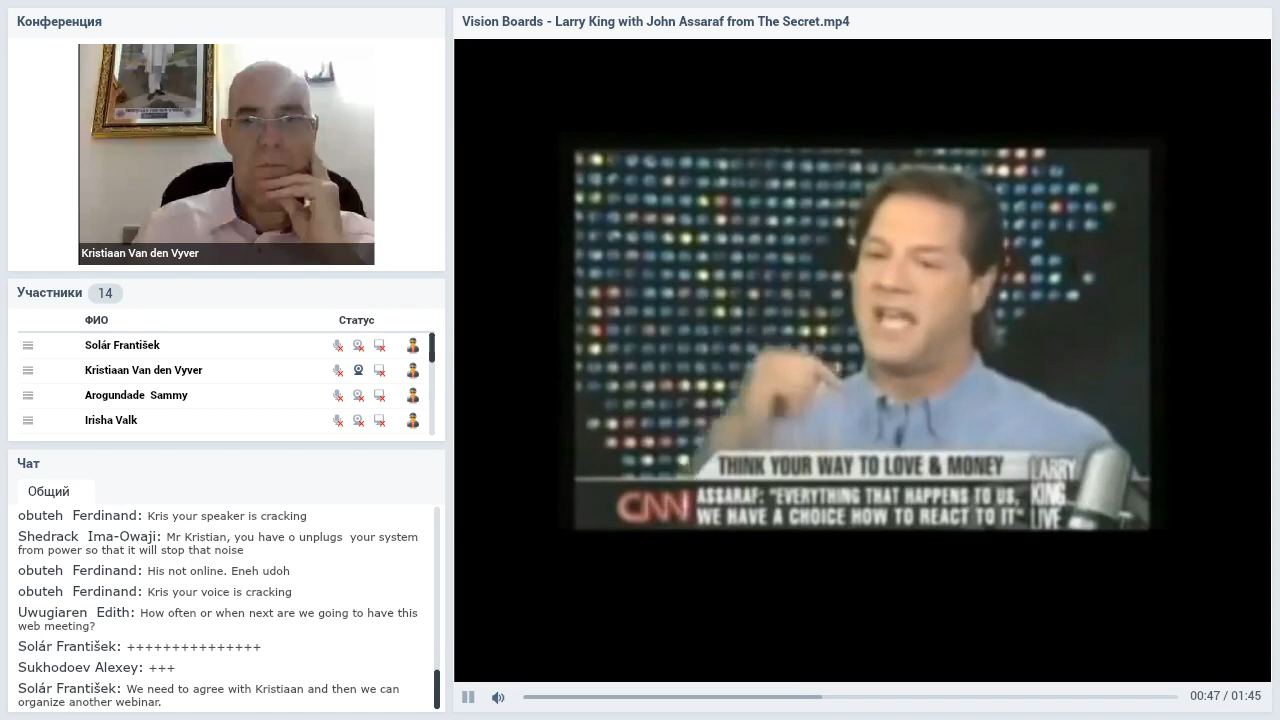 Конференция
Kristiaan Van den Vyver
Участники 14
ФИО Статус
Solár František
Kristiaan Van den Vyver
Arogundade Sammy
Irisha Valk
Чат
Общий
obuteh Ferdinand: Kris your speaker is cracking
Shedrack Ima-Owaji: Mr Kristian, you have o unplugs your system
from power so that it will stop that noise
obuteh Ferdinand: His not online. Eneh udoh
obuteh Ferdinand: Kris your voice is cracking
Uwugiaren Edith: How often or when next are we going to have this
web meeting?
Solár František: +++++++++++++++
Sukhodoev Alexey: +++
Solár František: We need to agree with Kristiaan and then we can
organize another webinar.
Vision Boards - Larry King with John Assaraf from The Secret.mp4
THINK YOUR WAY TO LOVE & MONEY
CNN
ASSARAF: "EVERYTHING THAT HAPPENS TO US,
WE HAVE A CHOICE HOW TO REACT TO IT"
LARRY
KING
LIVE
00:47 / 01:45